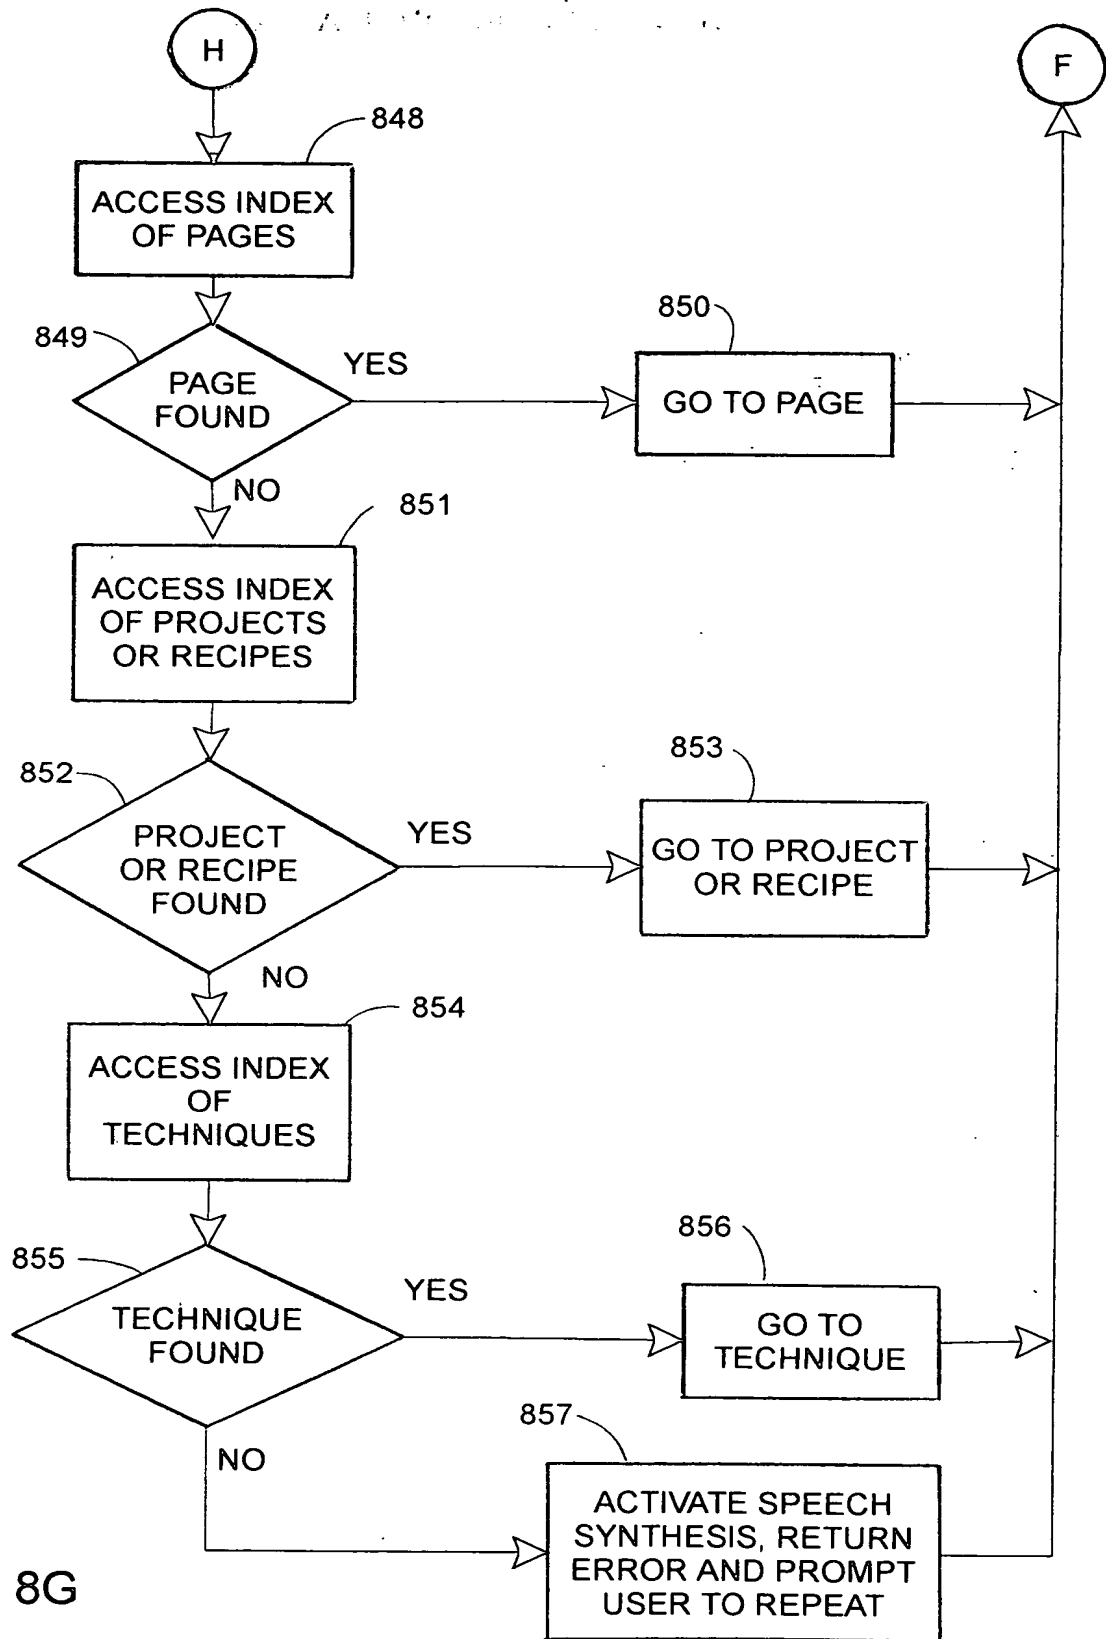 H
F
848
ACCESS INDEX
OF PAGES
849
PAGE
FOUND
YES
850
GO TO PAGE
NO
851
ACCESS INDEX
OF PROJECTS
OR RECIPES
852
PROJECT
OR RECIPE
FOUND
YES
853
GO TO PROJECT
OR RECIPE
NO
854
ACCESS INDEX
OF
TECHNIQUES
855
TECHNIQUE
FOUND
YES
856
GO TO
TECHNIQUE
NO
857
ACTIVATE SPEECH
SYNTHESIS, RETURN
ERROR AND PROMPT
USER TO REPEAT
8G